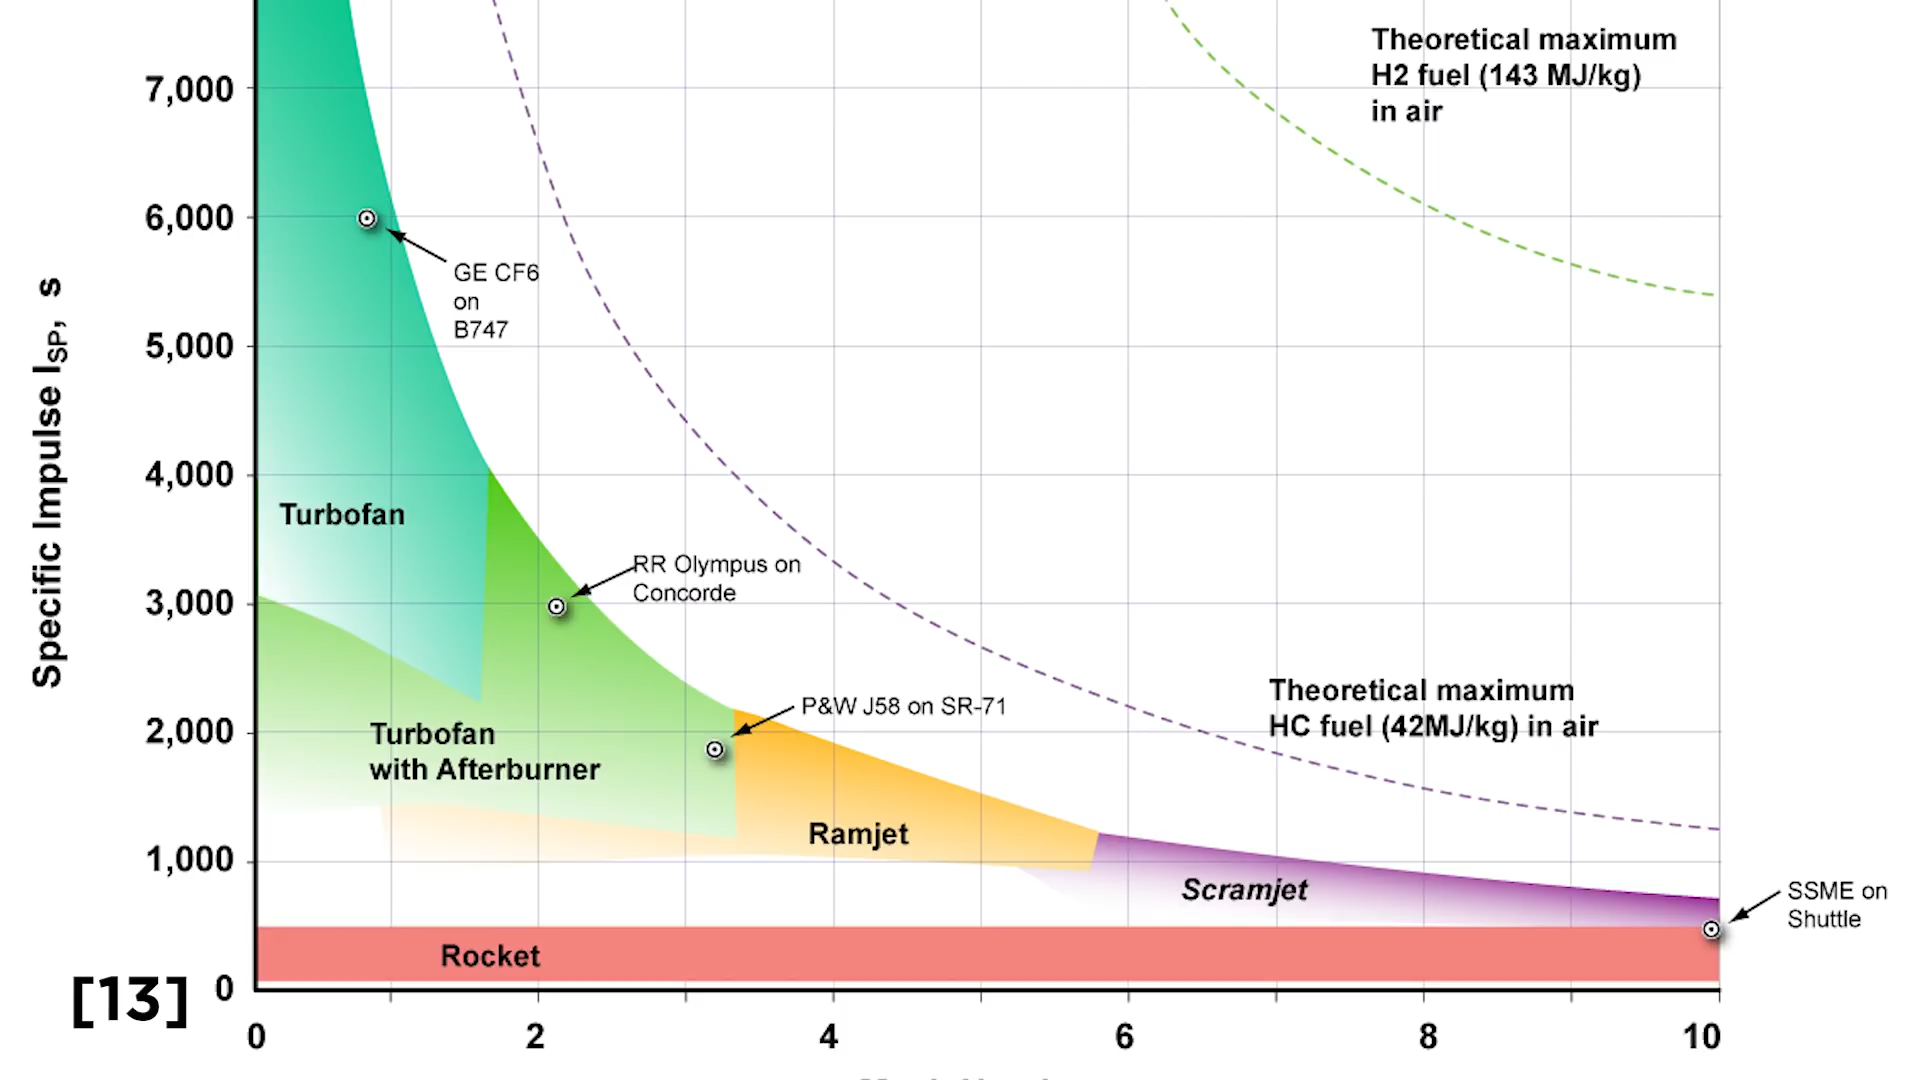 Theoretical maximum
H2 fuel (143 MJ/kg)
in air
7,000
6,000
GE CF6
on
B747
5,000
Specific Impulse ISP, s
4,000
Turbofan
RR Olympus on
Concorde
3,000
Theoretical maximum
HC fuel (42MJ/kg) in air
P&W J58 on SR-71
2,000
Turbofan
with Afterburner
Ramjet
1,000
Scramjet
SSME on
Shuttle
Rocket
[13]
0
0 2 4 6 8 10